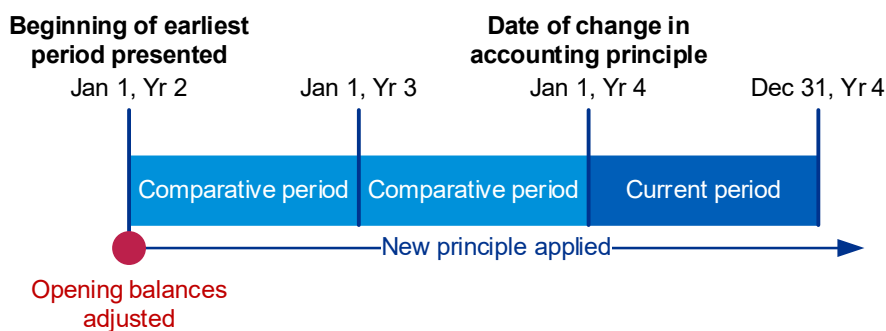 Beginning of earliest
period presented
Date of change in
accounting principle
Jan 1, Yr 2
Jan 1, Yr 3
Jan 1, Yr 4
Dec 31, Yr 4
Comparative period
Comparative period
Current period
New principle applied
Opening balances
adjusted